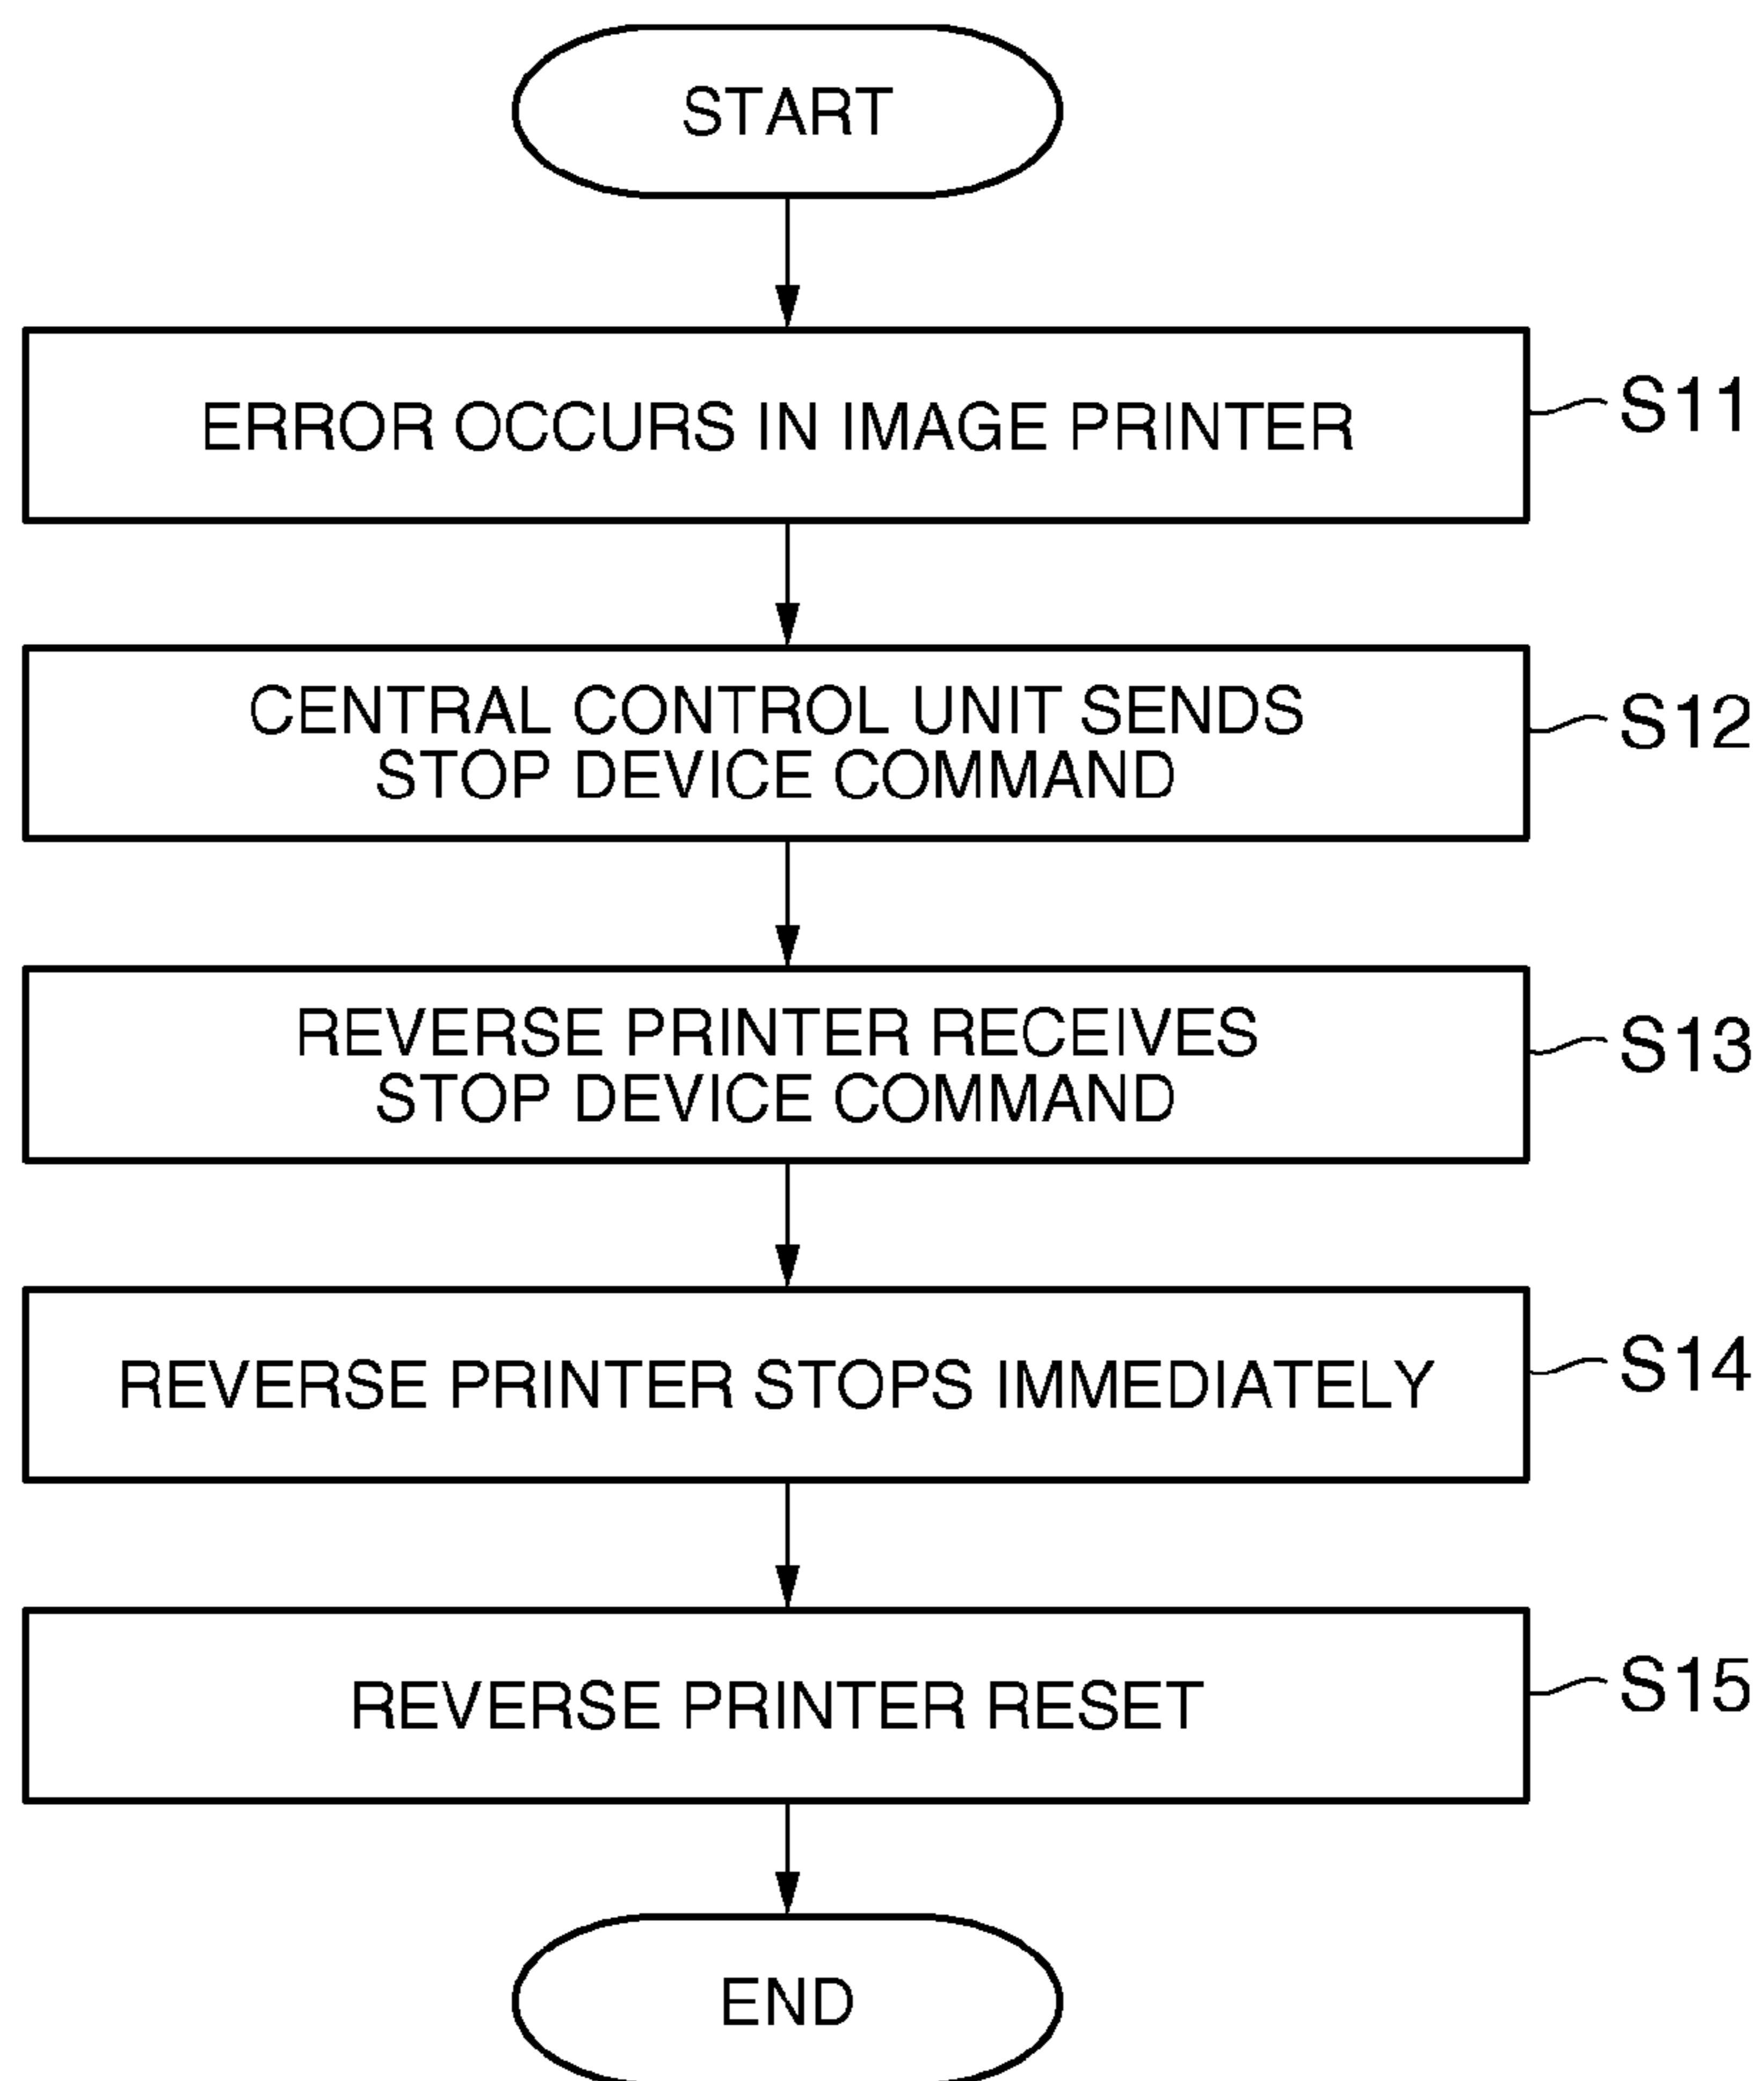 START
ERROR OCCURS IN IMAGE PRINTER
S11
CENTRAL CONTROL UNIT SENDS
STOP DEVICE COMMAND
S12
REVERSE PRINTER RECEIVES
STOP DEVICE COMMAND
S13
REVERSE PRINTER STOPS IMMEDIATELY
S14
REVERSE PRINTER RESET
S15
END